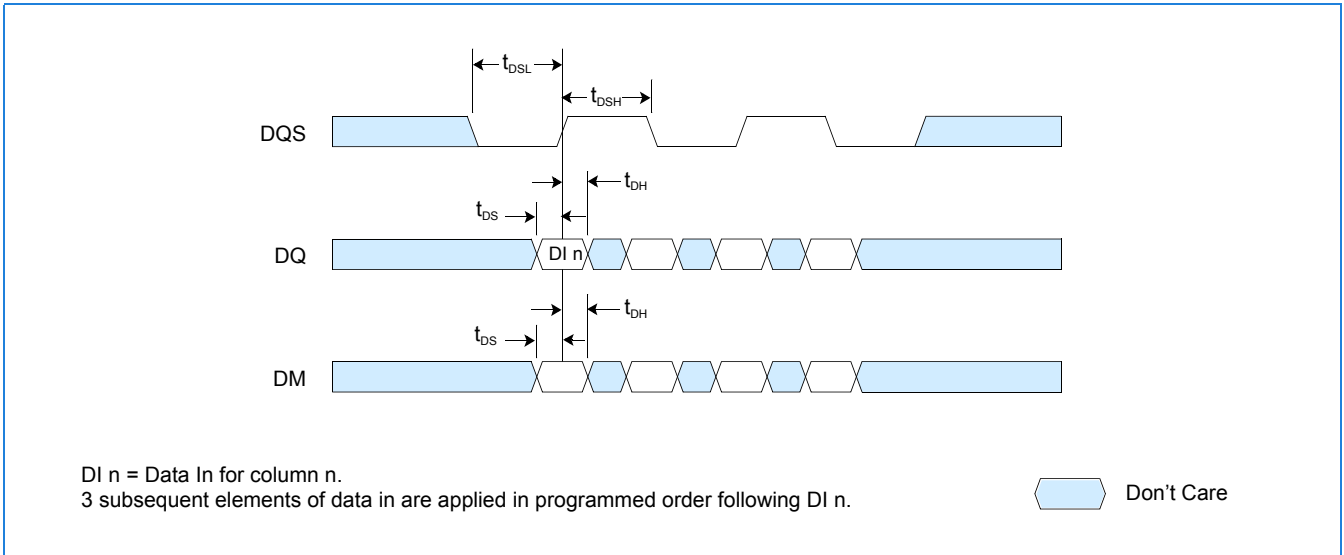 tDSL
tDSH
DQS
tDH
tDS
DQ
DI n
tDH
tDS
DM
DI n = Data In for column n.
3 subsequent elements of data in are applied in programmed order following DI n.
Don't Care